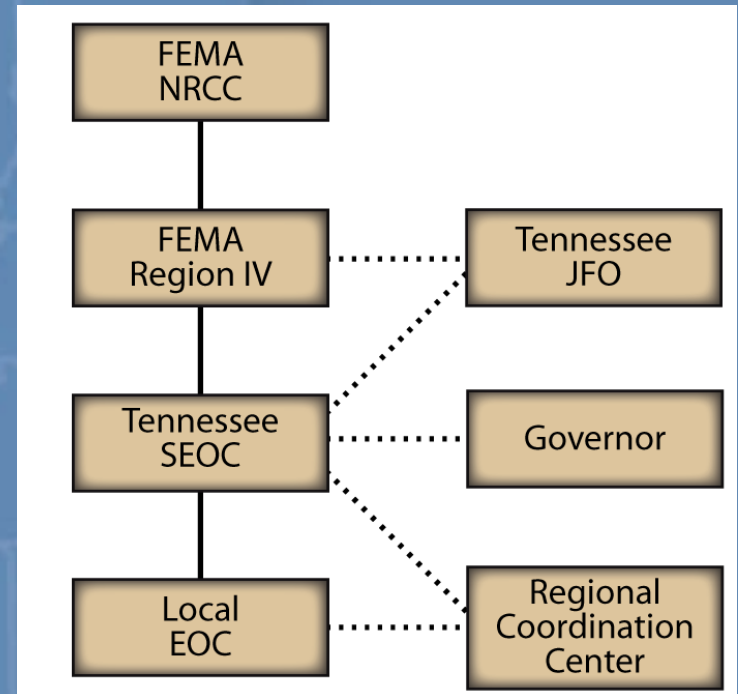 FEMA
NRCC
FEMA
Region IV
Tennessee
JFO
Tennessee
SEOC
Governor
Local
EOC
Regional
Coordination
Center